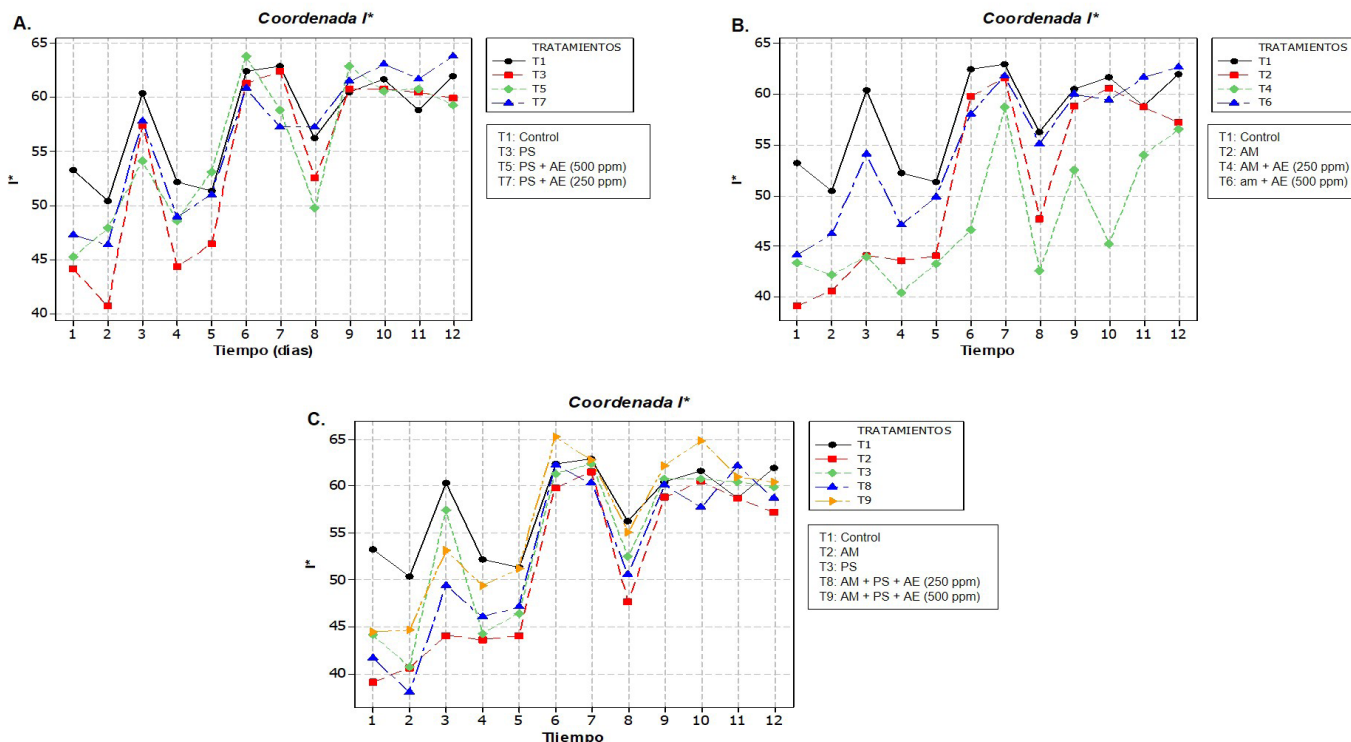 A.
Coordenada l*
65
60
55
50
45
40
l*
1 2 3 4 5 6 7 8 9 10 11 12
Tiempo (dias)
TRATAMIENTOS
T1
T3
T5
T7
T1: Control
T3: PS
T5: PS + AE (500 ppm)
T7: PS + AE (250 ppm)
B.
Coordenada l*
65
60
55
50
45
40
l*
1 2 3 4 5 6 7 8 9 10 11 12
Tiempo
TRATAMIENTOS
T1
T2
T4
T6
T1: Control
T2: AM
T4: AM + AE (250 ppm)
T6: am + AE (500 ppm)
C.
Coordenada l*
65
60
55
50
45
40
l*
1 2 3 4 5 6 7 8 9 10 11 12
Tliempo
TRATAMIENTOS
T1
T2
T3
T8
T9
T1: Control
T2: AM
T3: PS
T8: AM + PS + AE (250 ppm)
T9: AM + PS + AE (500 ppm)